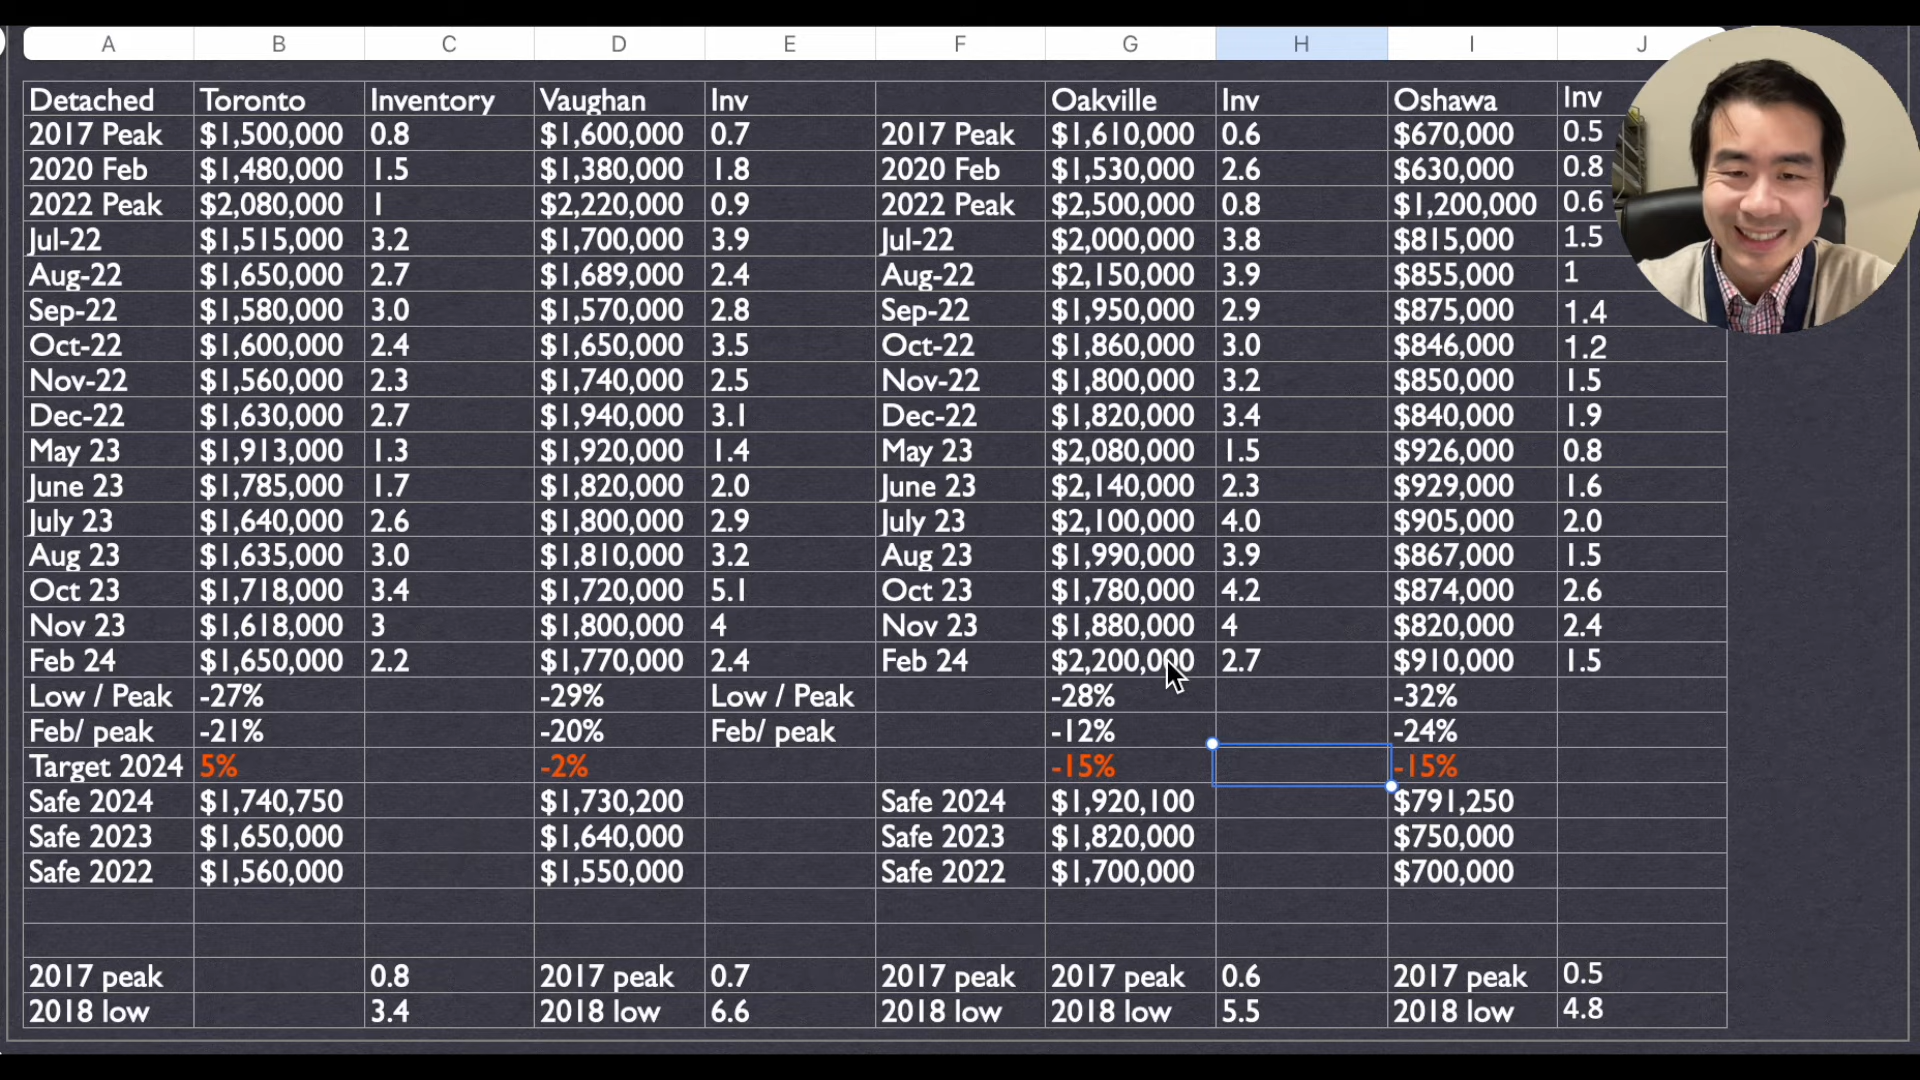 A B C D E F G H I J
Detached Toronto Inventory Vaughan Inv Oakville Inv Oshawa Inv
2017 Peak $1,500,000 0.8 $1,600,000 0.7 2017 Peak $1,610,000 0.6 $670,000 0.5
2020 Feb $1,480,000 1.5 $1,380,000 1.8 2020 Feb $1,530,000 2.6 $630,000 0.8
2022 Peak $2,080,000 1 $2,220,000 0.9 2022 Peak $2,500,000 0.8 $1,200,000 0.6
Jul-22 $1,515,000 3.2 $1,700,000 3.9 Jul-22 $2,000,000 3.8 $815,000 1.5
Aug-22 $1,650,000 2.7 $1,689,000 2.4 Aug-22 $2,150,000 3.9 $855,000 1
Sep-22 $1,580,000 3.0 $1,570,000 2.8 Sep-22 $1,950,000 2.9 $875,000 1.4
Oct-22 $1,600,000 2.4 $1,650,000 3.5 Oct-22 $1,860,000 3.0 $846,000 1.2
Nov-22 $1,560,000 2.3 $1,740,000 2.5 Nov-22 $1,800,000 3.2 $850,000 1.5
Dec-22 $1,630,000 2.7 $1,940,000 3.1 Dec-22 $1,820,000 3.4 $840,000 1.9
May 23 $1,913,000 1.3 $1,920,000 1.4 May 23 $2,080,000 1.5 $926,000 0.8
June 23 $1,785,000 1.7 $1,820,000 2.0 June 23 $2,140,000 2.3 $929,000 1.6
July 23 $1,640,000 2.6 $1,800,000 2.9 July 23 $2,100,000 4.0 $905,000 2.0
Aug 23 $1,635,000 3.0 $1,810,000 3.2 Aug 23 $1,990,000 3.9 $867,000 1.5
Oct 23 $1,718,000 3.4 $1,720,000 5.1 Oct 23 $1,780,000 4.2 $874,000 2.6
Nov 23 $1,618,000 3 $1,800,000 4 Nov 23 $1,880,000 4 $820,000 2.4
Feb 24 $1,650,000 2.2 $1,770,000 2.4 Feb 24 $2,200,000 2.7 $910,000 1.5
Low / Peak -27% -29% Low / Peak -28% -32%
Feb/ peak -21% -20% Feb/ peak -12% -24%
Target 2024 5% -2% -15% -15%
Safe 2024 $1,740,750 $1,730,200 Safe 2024 $1,920,100 $791,250
Safe 2023 $1,650,000 $1,640,000 Safe 2023 $1,820,000 $750,000
Safe 2022 $1,560,000 $1,550,000 Safe 2022 $1,700,000 $700,000
2017 peak 0.8 2017 peak 0.7 2017 peak 2017 peak 0.6 2017 peak 0.5
2018 low 3.4 2018 low 6.6 2018 low 2018 low 5.5 2018 low 4.8